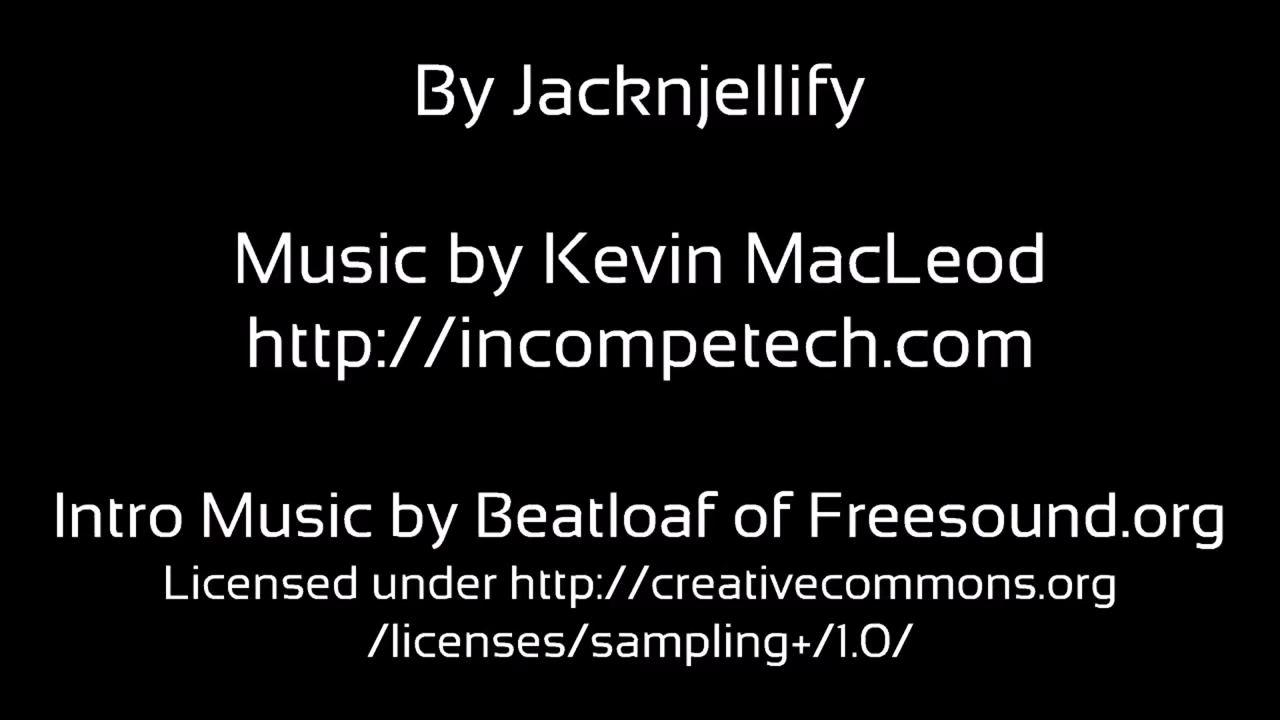 By Jacknjellify
Music by Kevin MacLeod
http://incompetech.com
Intro Music by Beatloaf of Freesound.org
Licensed under http://creativecommons.org
/licenses/sampling+/1.0/